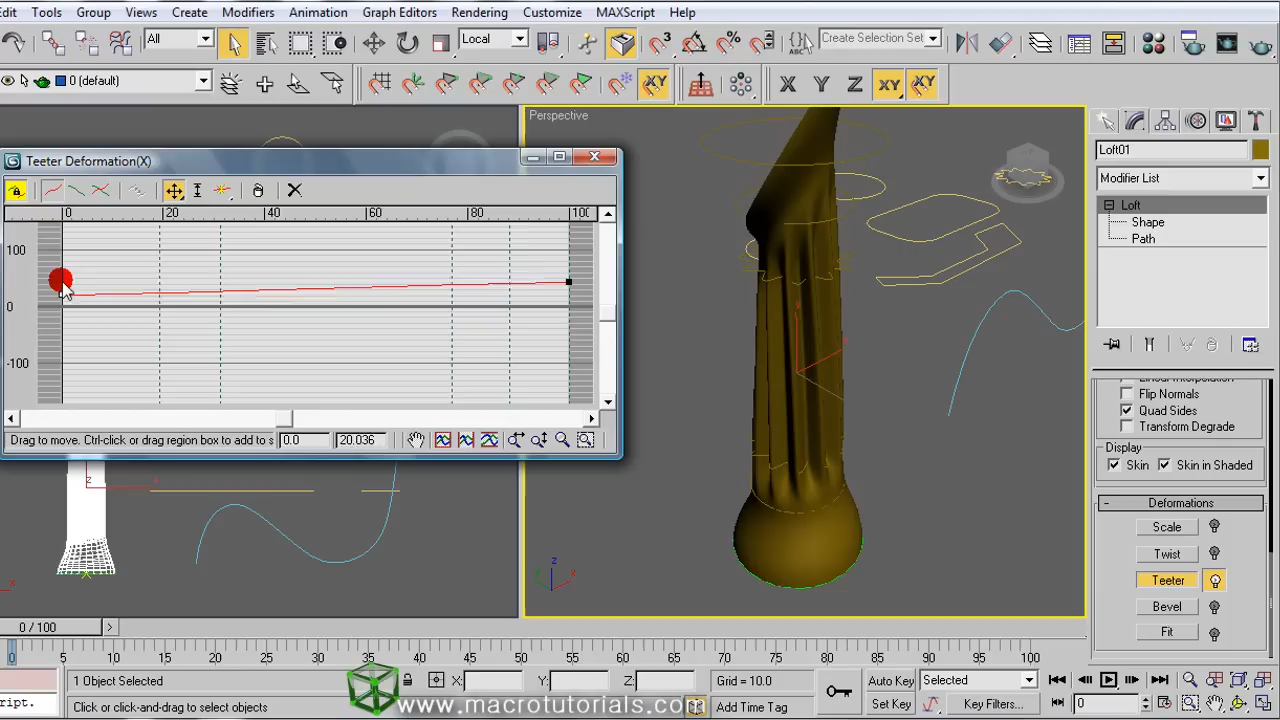 Edit Tools Group Views Create Modifiers Animation Graph Editors Rendering Customize MAXScript Help
All Local Create Selection Set
0 (default) X Y Z XY XY
Perspective
Loft01
Modifier List
Loft
Shape
Path
Teeter Deformation(X)
0 20 40 60 80 100
100
0
-100
Drag to move. Ctrl-click or drag region box to add to s 0.0 20.036
z
x
x
z
x
y
Linear Interpolation
Flip Normals
Quad Sides
Transform Degrade
Display
Skin Skin in Shaded
- Deformations
Scale
Twist
Teeter
Bevel
Fit
0 / 100
0 5 10 15 20 25 30 35 40 45 50 55 60 65 70 75 80 85 90 95 100
1 Object Selected X: Y: Z: Grid = 10.0 Auto Key Selected
ript. Click or click-and-drag to select objects Add Time Tag Set Key Key Filters... 0
www.macrotutorials.com